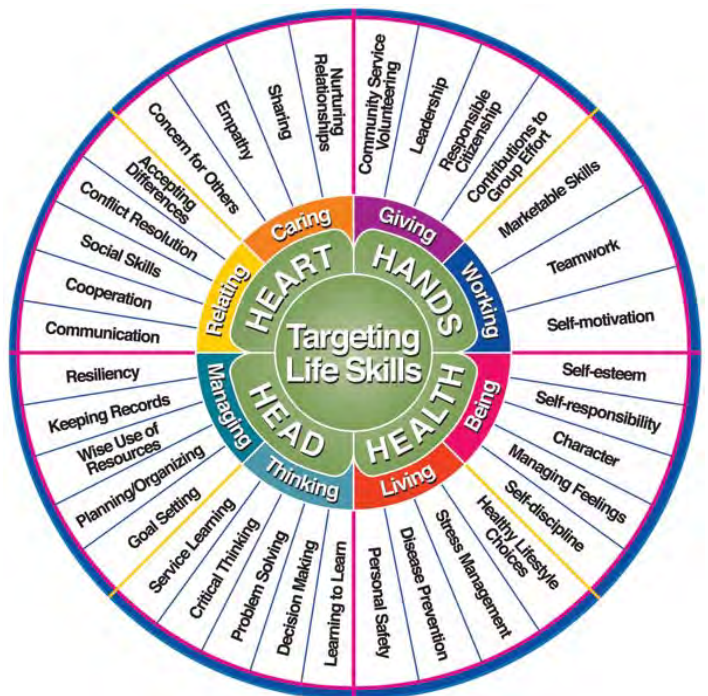 Targeting
Life Skills
HEART
HANDS
HEALTH
HEAD
Caring
Giving
Working
Being
Living
Thinking
Managing
Relating
Nurturing
Relationships
Sharing
Empathy
Concern for Others
Accepting
Differences
Conflict Resolution
Social Skills
Cooperation
Communication
Community Service
Volunteering
Leadership
Responsible
Citizenship
Contributions to
Group Effort
Marketable Skills
Teamwork
Self-motivation
Self-esteem
Self-responsibility
Character
Managing Feelings
Self-discipline
Healthy Lifestyle
Choices
Stress Management
Disease Prevention
Personal Safety
Learning to Learn
Decision Making
Problem Solving
Critical Thinking
Service Learning
Goal Setting
Planning/Organizing
Wise Use of
Resources
Keeping Records
Resiliency